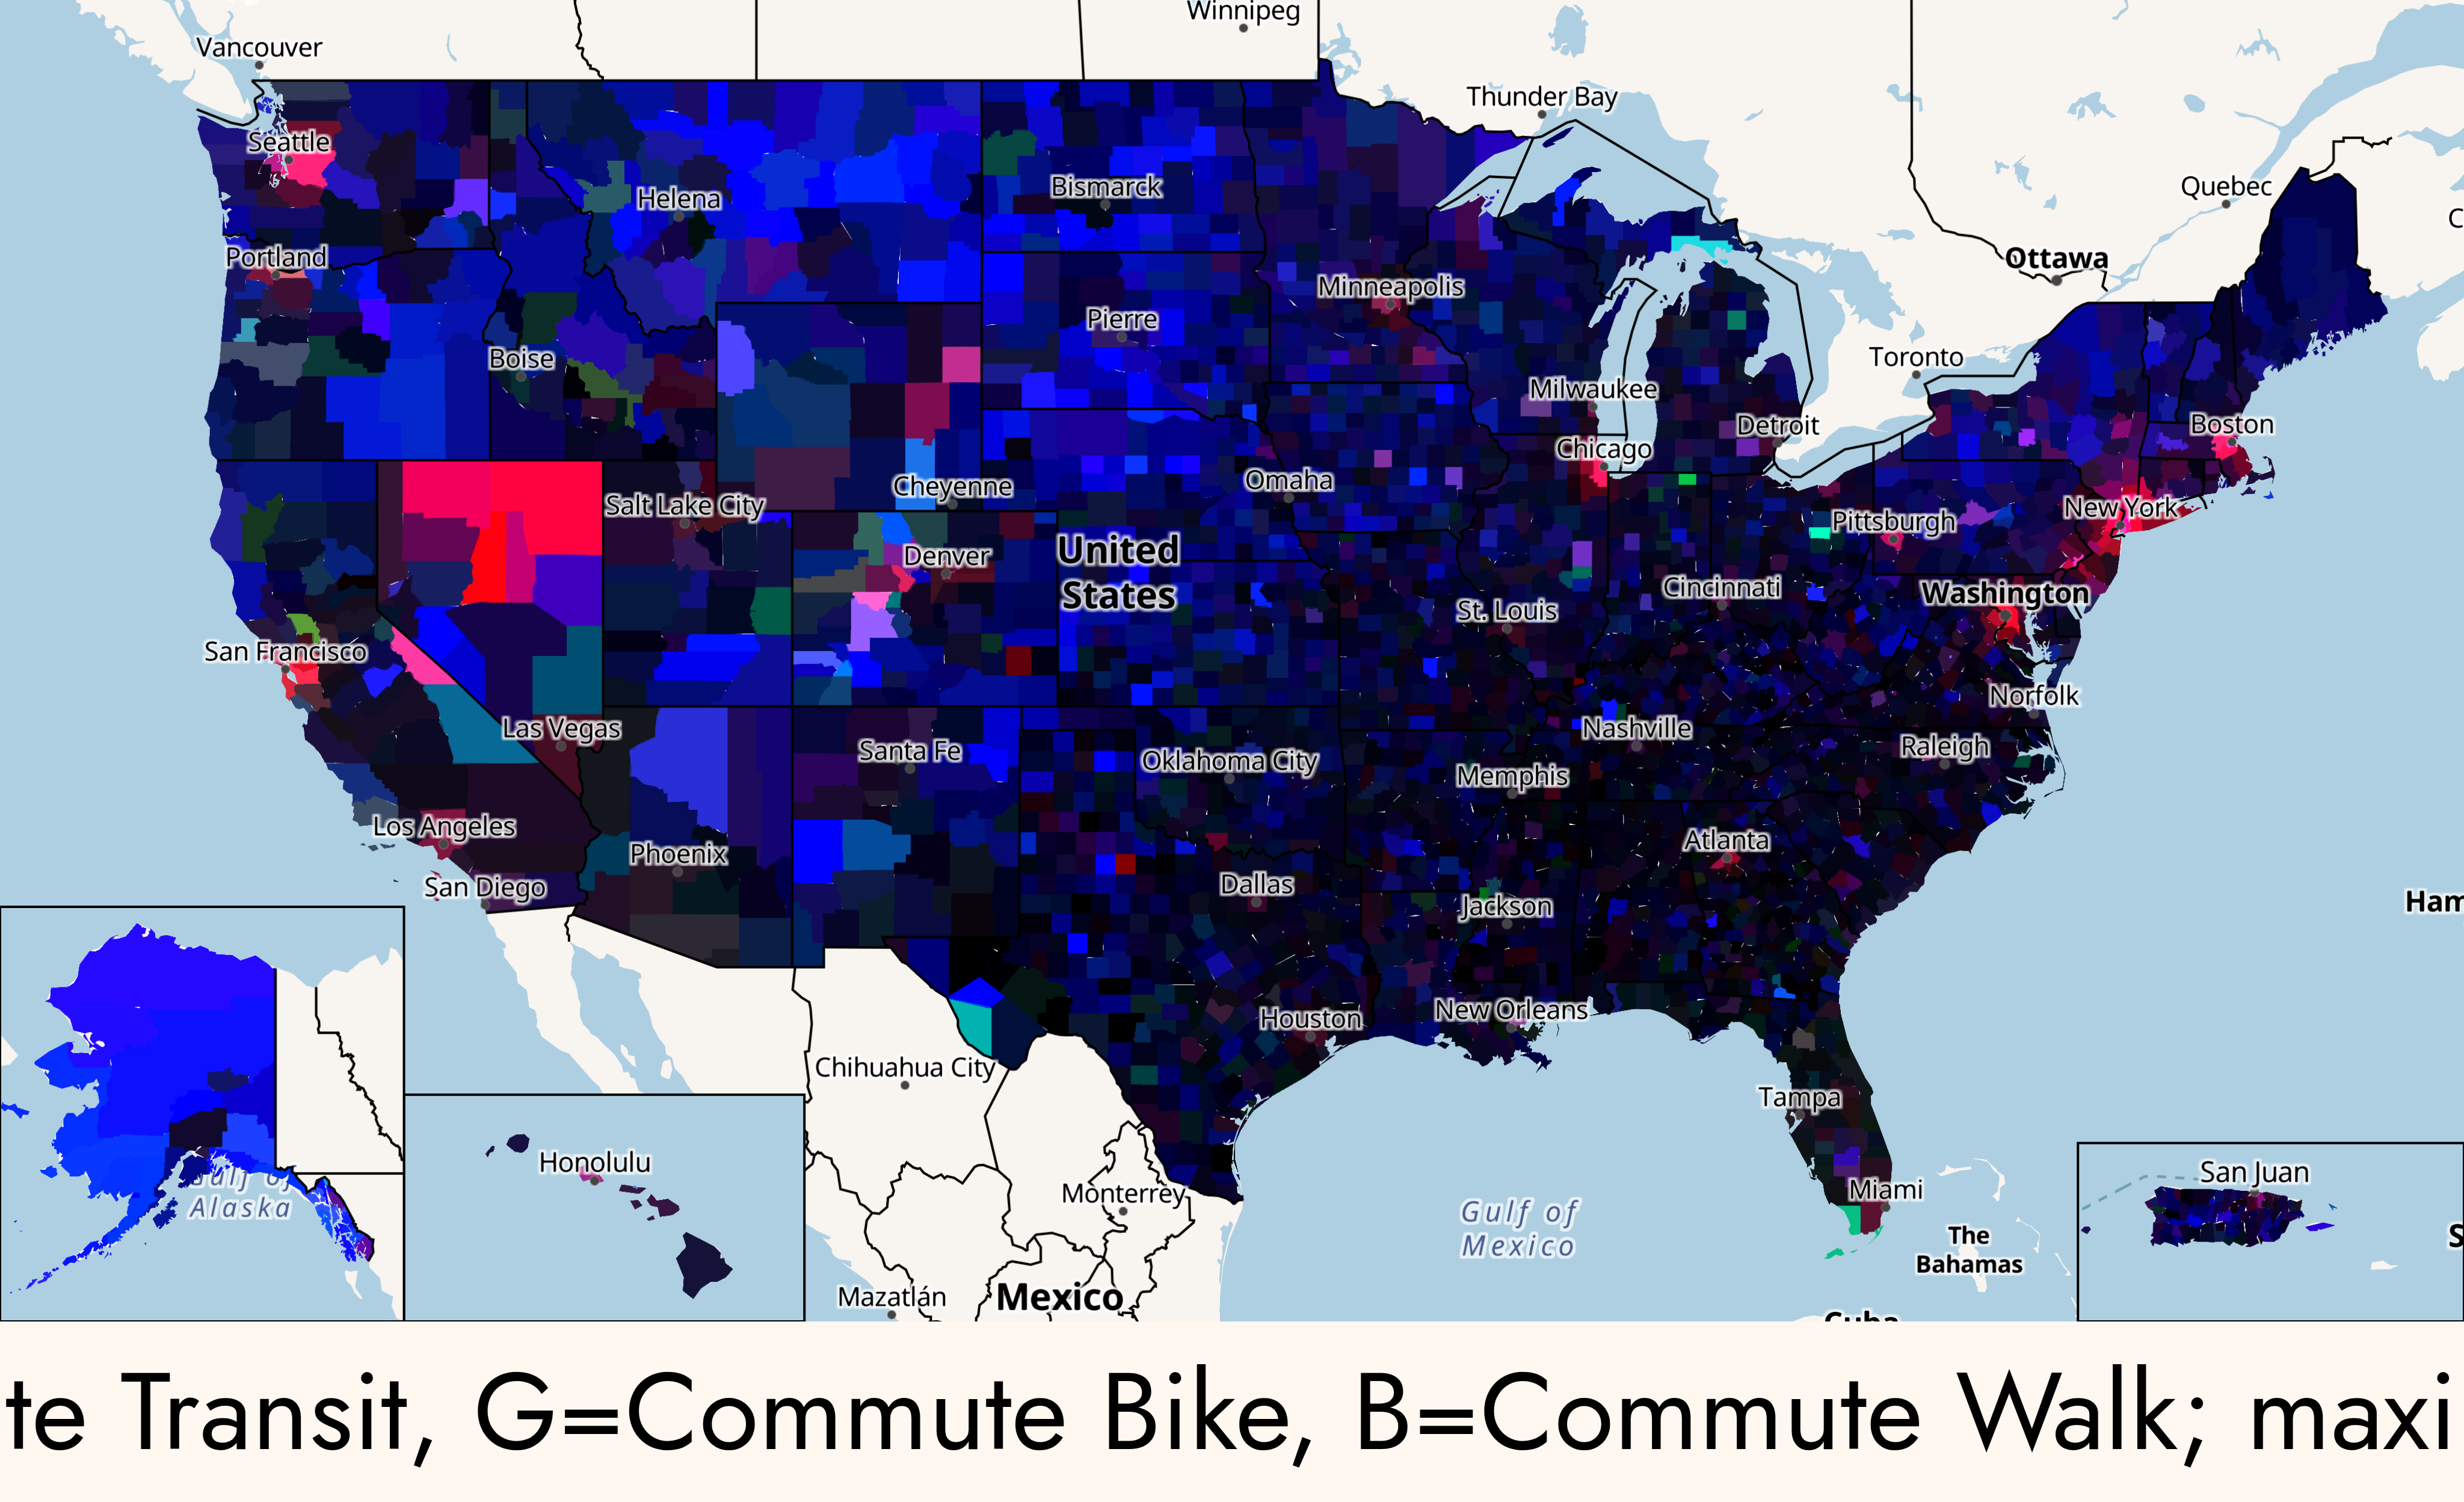 Winnipeg
Vancouver
Thunder Bay
Seattle
Quebec
C
Helena
Bismarck
Portland
Ottawa
Minneapolis
Pierre
Boise
Toronto
Milwaukee
Detroit
Boston
Chicago
Omaha
Cheyenne
Salt Lake City
New York
Pittsburgh
Denver
United
States
Cincinnati
Washington
St. Louis
San Francisco
Norfolk
Las Vegas
Nashville
Santa Fe
Raleigh
Oklahoma City
Memphis
Los Angeles
Atlanta
Phoenix
San Diego
Dallas
Jackson
Ham
New Orleans
Houston
Chihuahua City
Tampa
Gulf of
Alaska
Honolulu
Monterrey
Miami
San Juan
Gulf of
Mexico
The
Bahamas
S
Mazatlán
Mexico
Cuba
te Transit, G=Commute Bike, B=Commute Walk; maxi